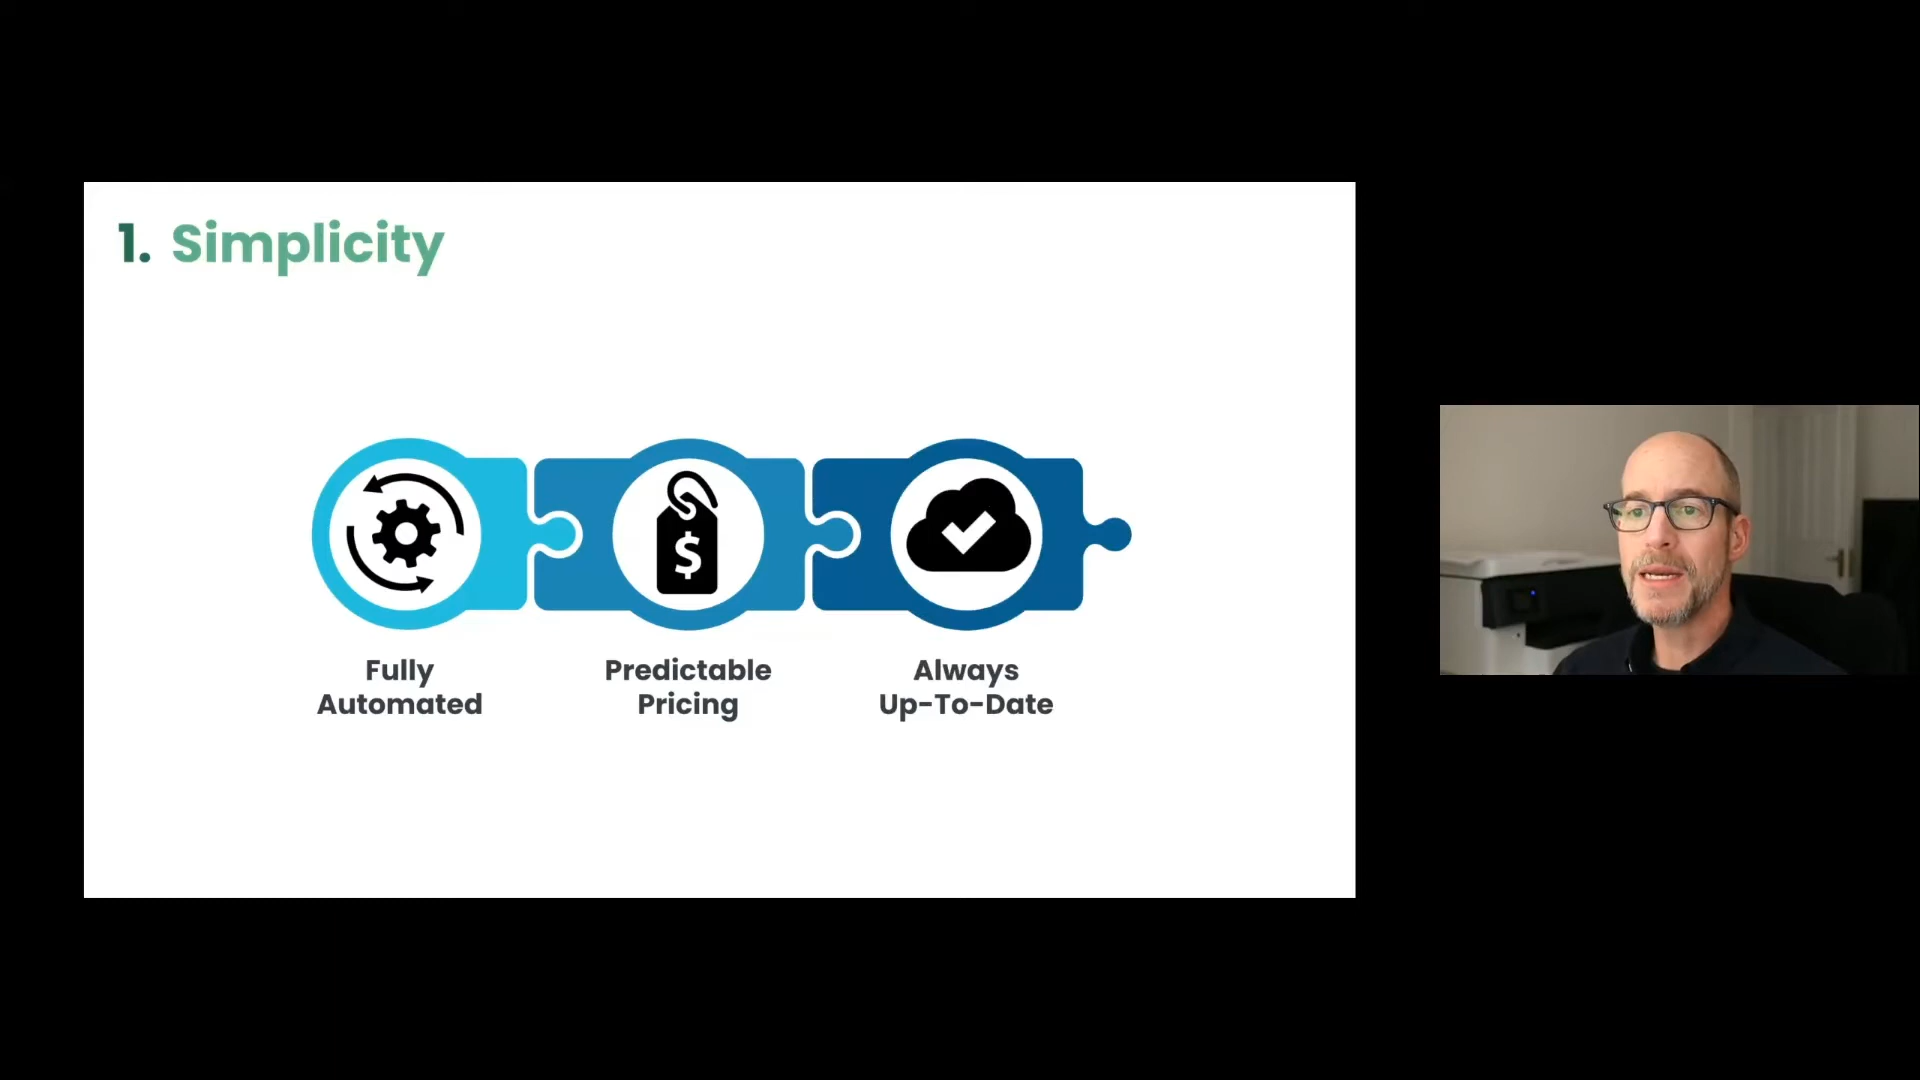 1. Simplicity
Fully
Automated
$
Predictable
Pricing
Always
Up-To-Date